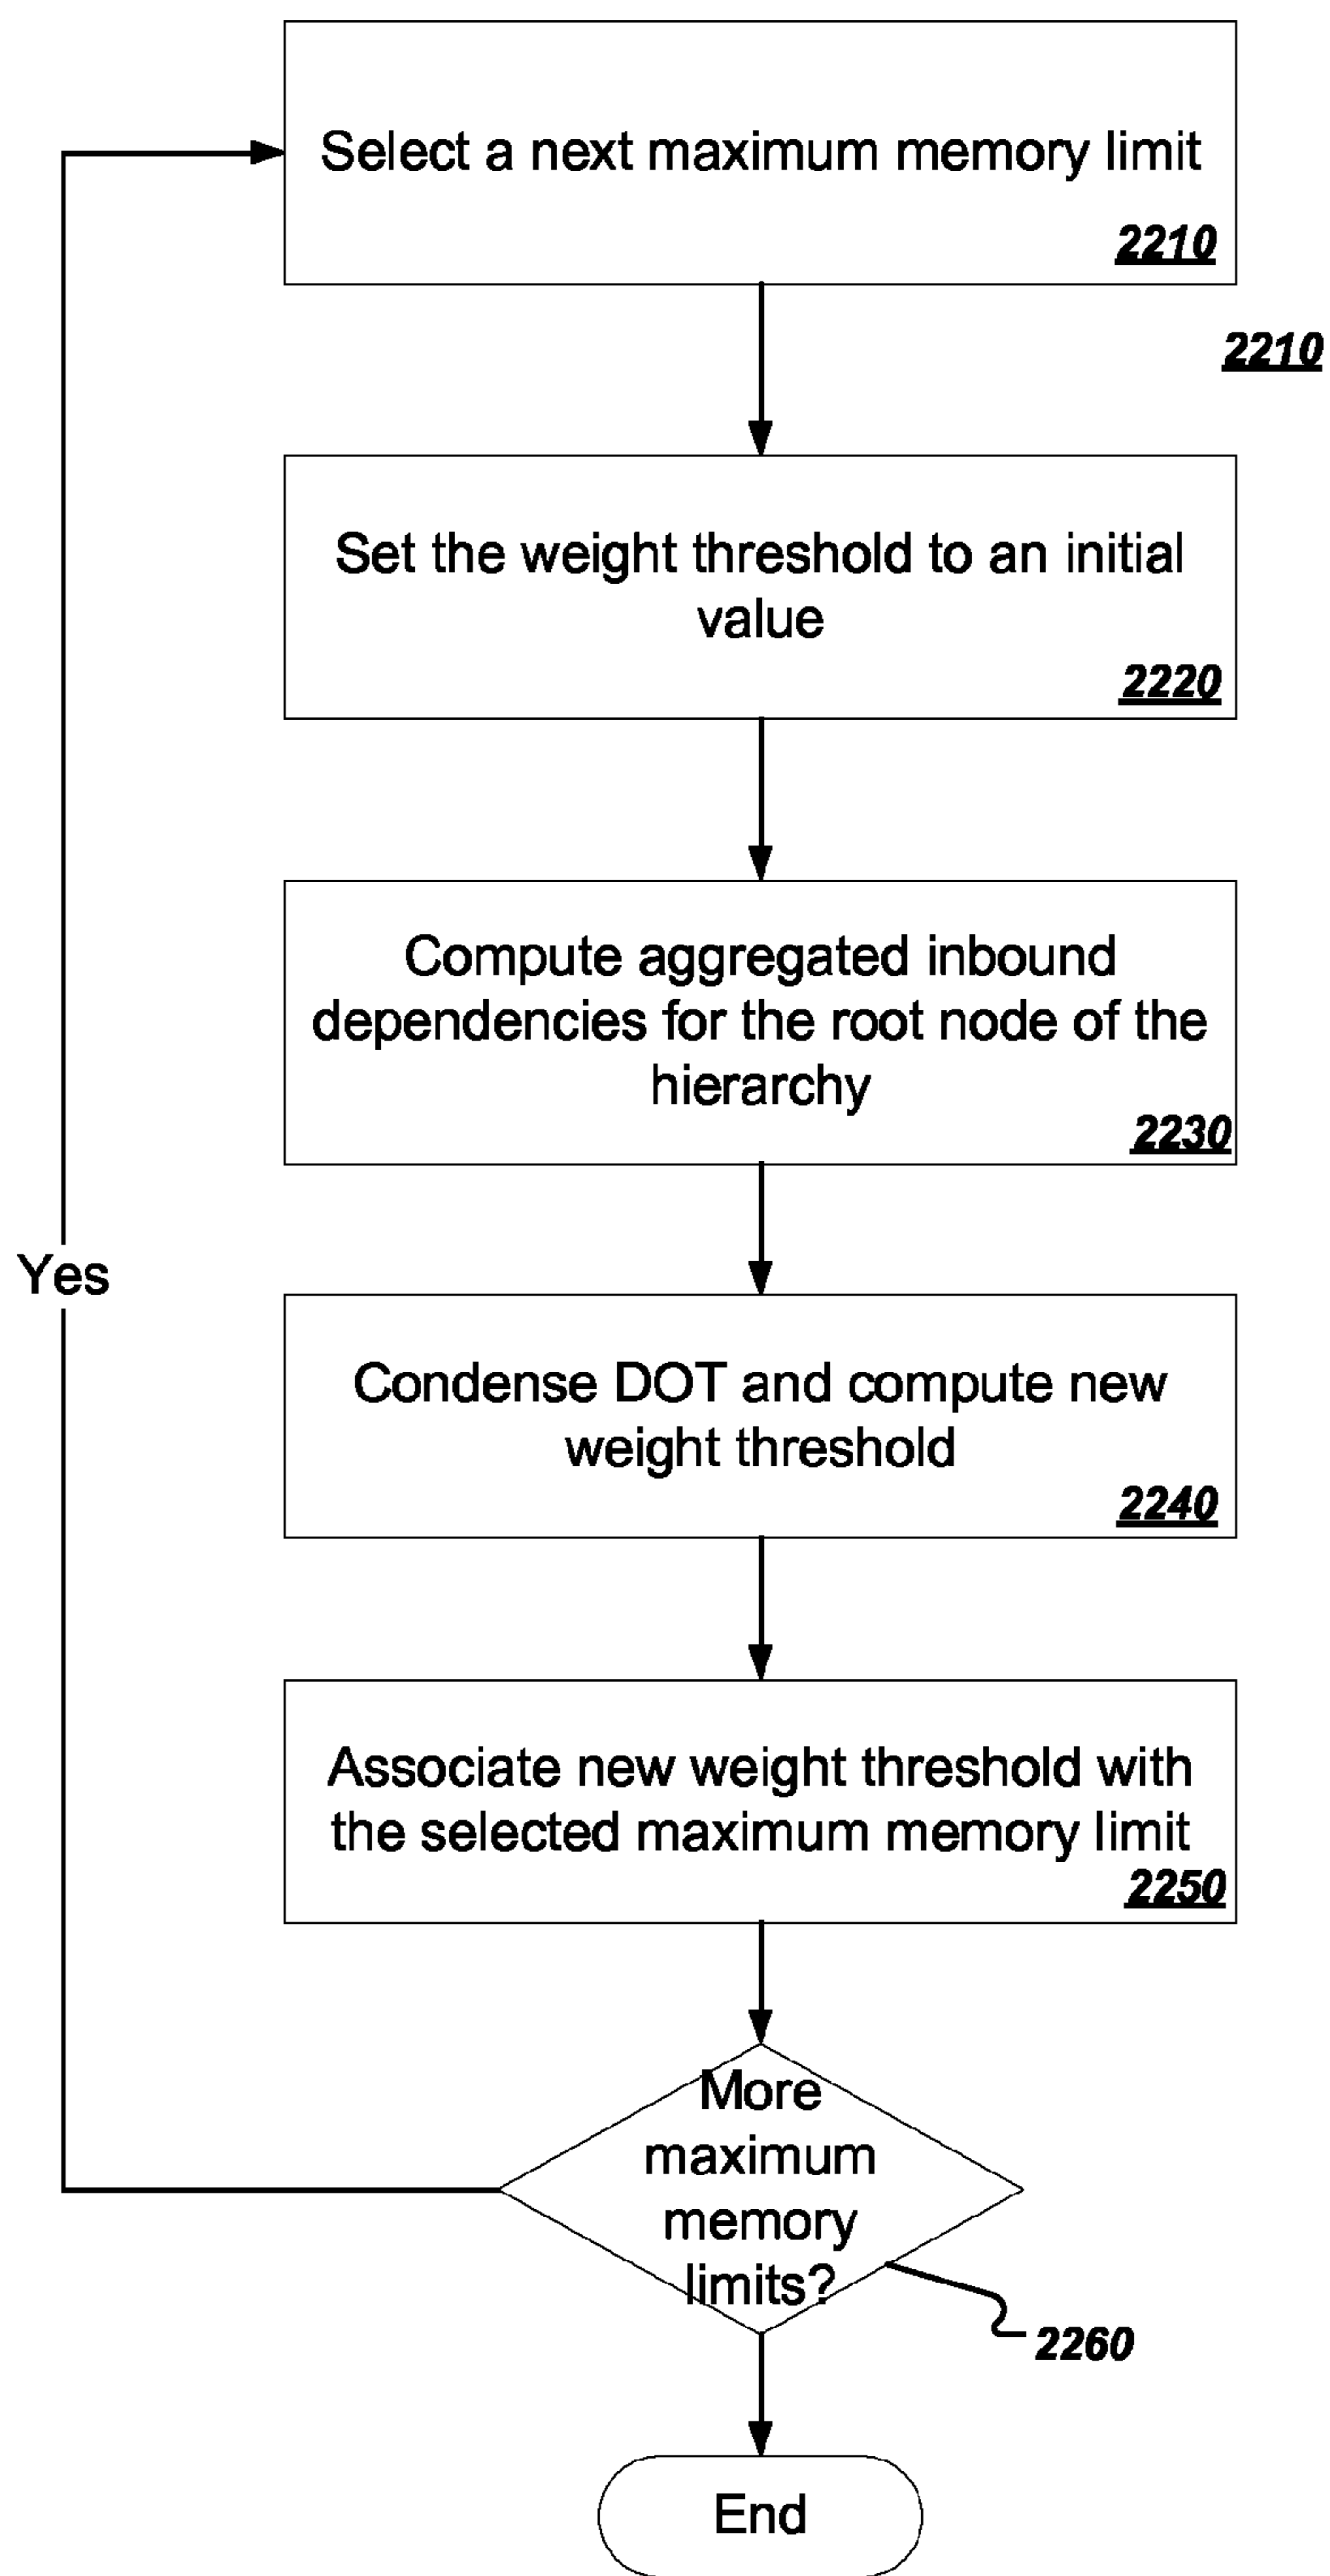 Select a next maximum memory limit
2210
2210
Set the weight threshold to an initial
value
2220
Compute aggregated inbound
dependencies for the root node of the
hierarchy
2230
Yes
Condense DOT and compute new
weight threshold
2240
Associate new weight threshold with
the selected maximum memory limit
2250
More
maximum
memory
limits?
2260
End